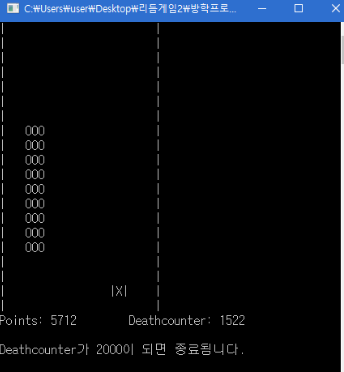 C:₩Users₩user₩Desktop₩리듬게임2₩방학프로...
OOO
OOO
OOO
OOO
OOO
OOO
OOO
OOO
OOO
|X|
Points: 5712 Deathcounter: 1522
Deathcounter가 2000이 되면 종료됩니다.